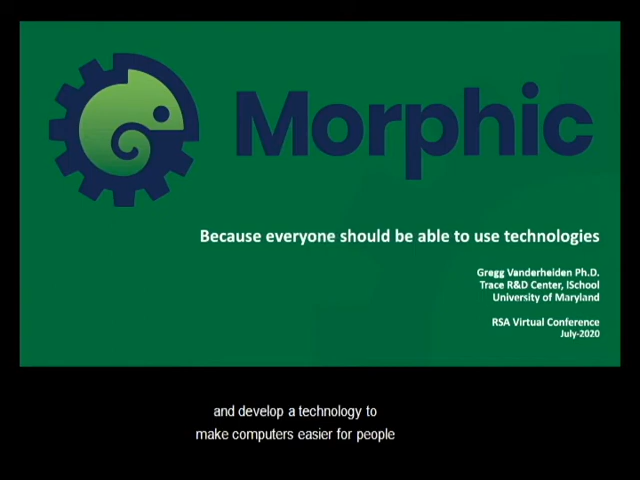 Morphic
Because everyone should be able to use technologies
Gregg Vanderheiden Ph.D.
Trace R&D Center, ISchool
University of Maryland
RSA Virtual Conference
July-2020
and develop a technology to
make computers easier for people